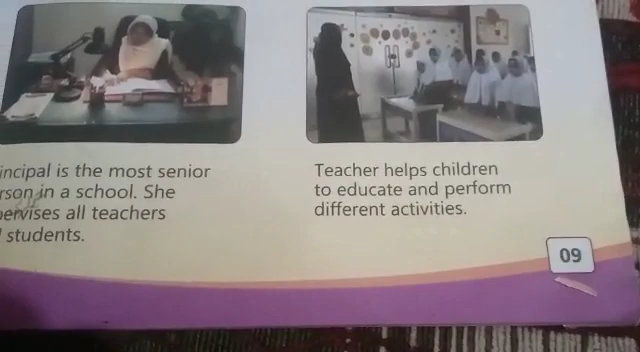 incipal is the most senior
rson in a school. She
pervises all teachers
students.
Teacher helps children
to educate and perform
different activities.
09